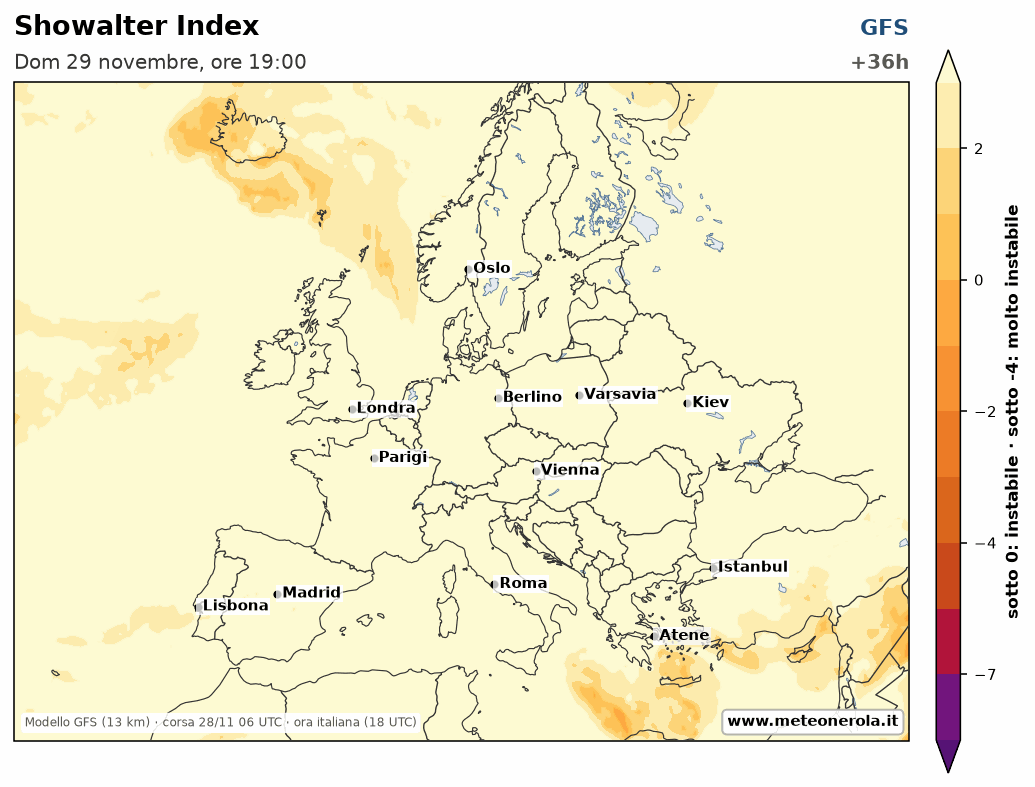 Showalter Index
GFS
Dom 29 novembre, ore 19:00
+36h
Oslo
Londra
Berlino
Varsavia
Kiev
Parigi
Vienna
Istanbul
Roma
Madrid
Lisbona
Atene
Modello GFS (13 km) · corsa 28/11 06 UTC · ora italiana (18 UTC)
www.meteonerola.it
2
0
−2
−4
−7
sotto 0: instabile · sotto -4: molto instabile